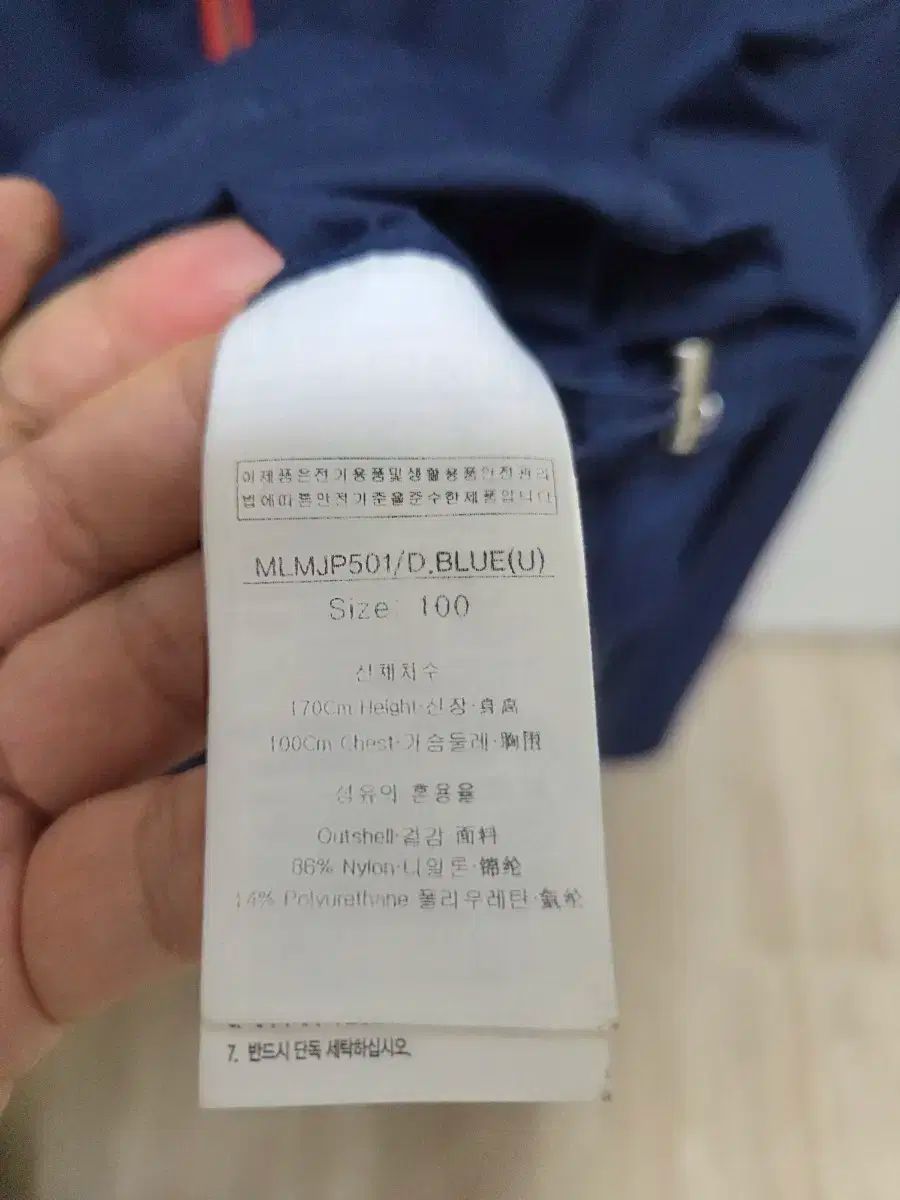 이제품은전기용품및생활용품안전관리
법에따른안전기준을준수한제품입니다
MLMJP501/D.BLUE(U)
Size: 100
신체치수
170Cm Height·신장·身高
100Cm Chest·가슴둘레·胸围
섬유의 혼용율
Outshell·겉감 面料
86% Nylon·나일론·锦纶
14% Polyurethane 폴리우레탄·氨纶
7. 반드시 단독 세탁하십시오.